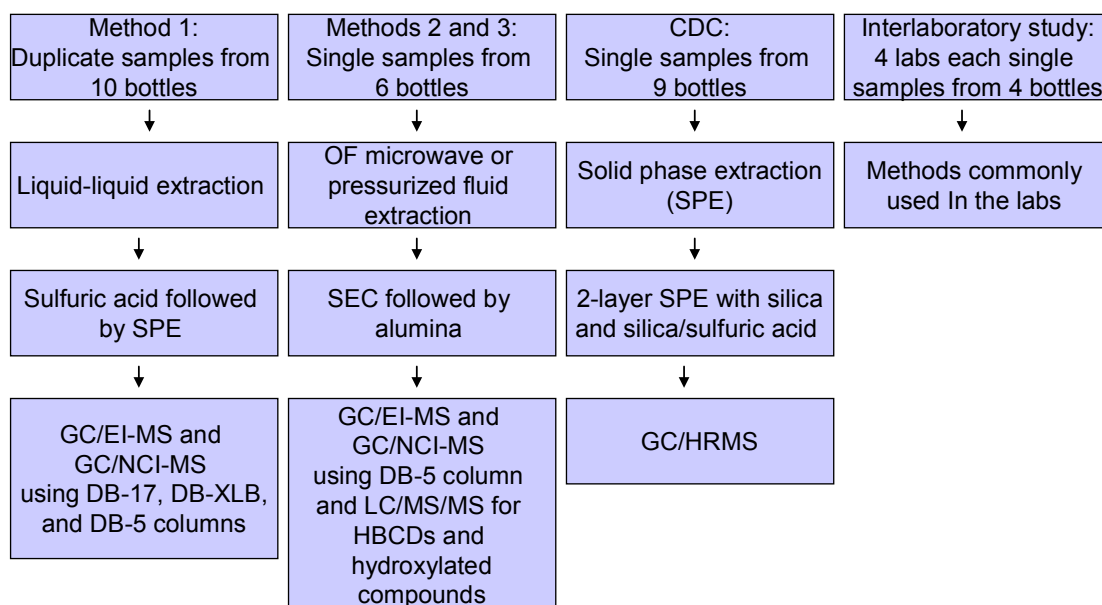 Method 1:
Duplicate samples from
10 bottles
Liquid-liquid extraction
Sulfuric acid followed
by SPE
GC/EI-MS and
GC/NCI-MS
using DB-17, DB-XLB,
and DB-5 columns
Methods 2 and 3:
Single samples from
6 bottles
OF microwave or
pressurized fluid
extraction
SEC followed by
alumina
GC/EI-MS and
GC/NCI-MS
using DB-5 column
and LC/MS/MS for
HBCDs and
hydroxylated
compounds
CDC:
Single samples from
9 bottles
Solid phase extraction
(SPE)
2-layer SPE with silica
and silica/sulfuric acid
GC/HRMS
Interlaboratory study:
4 labs each single
samples from 4 bottles
Methods commonly
used In the labs